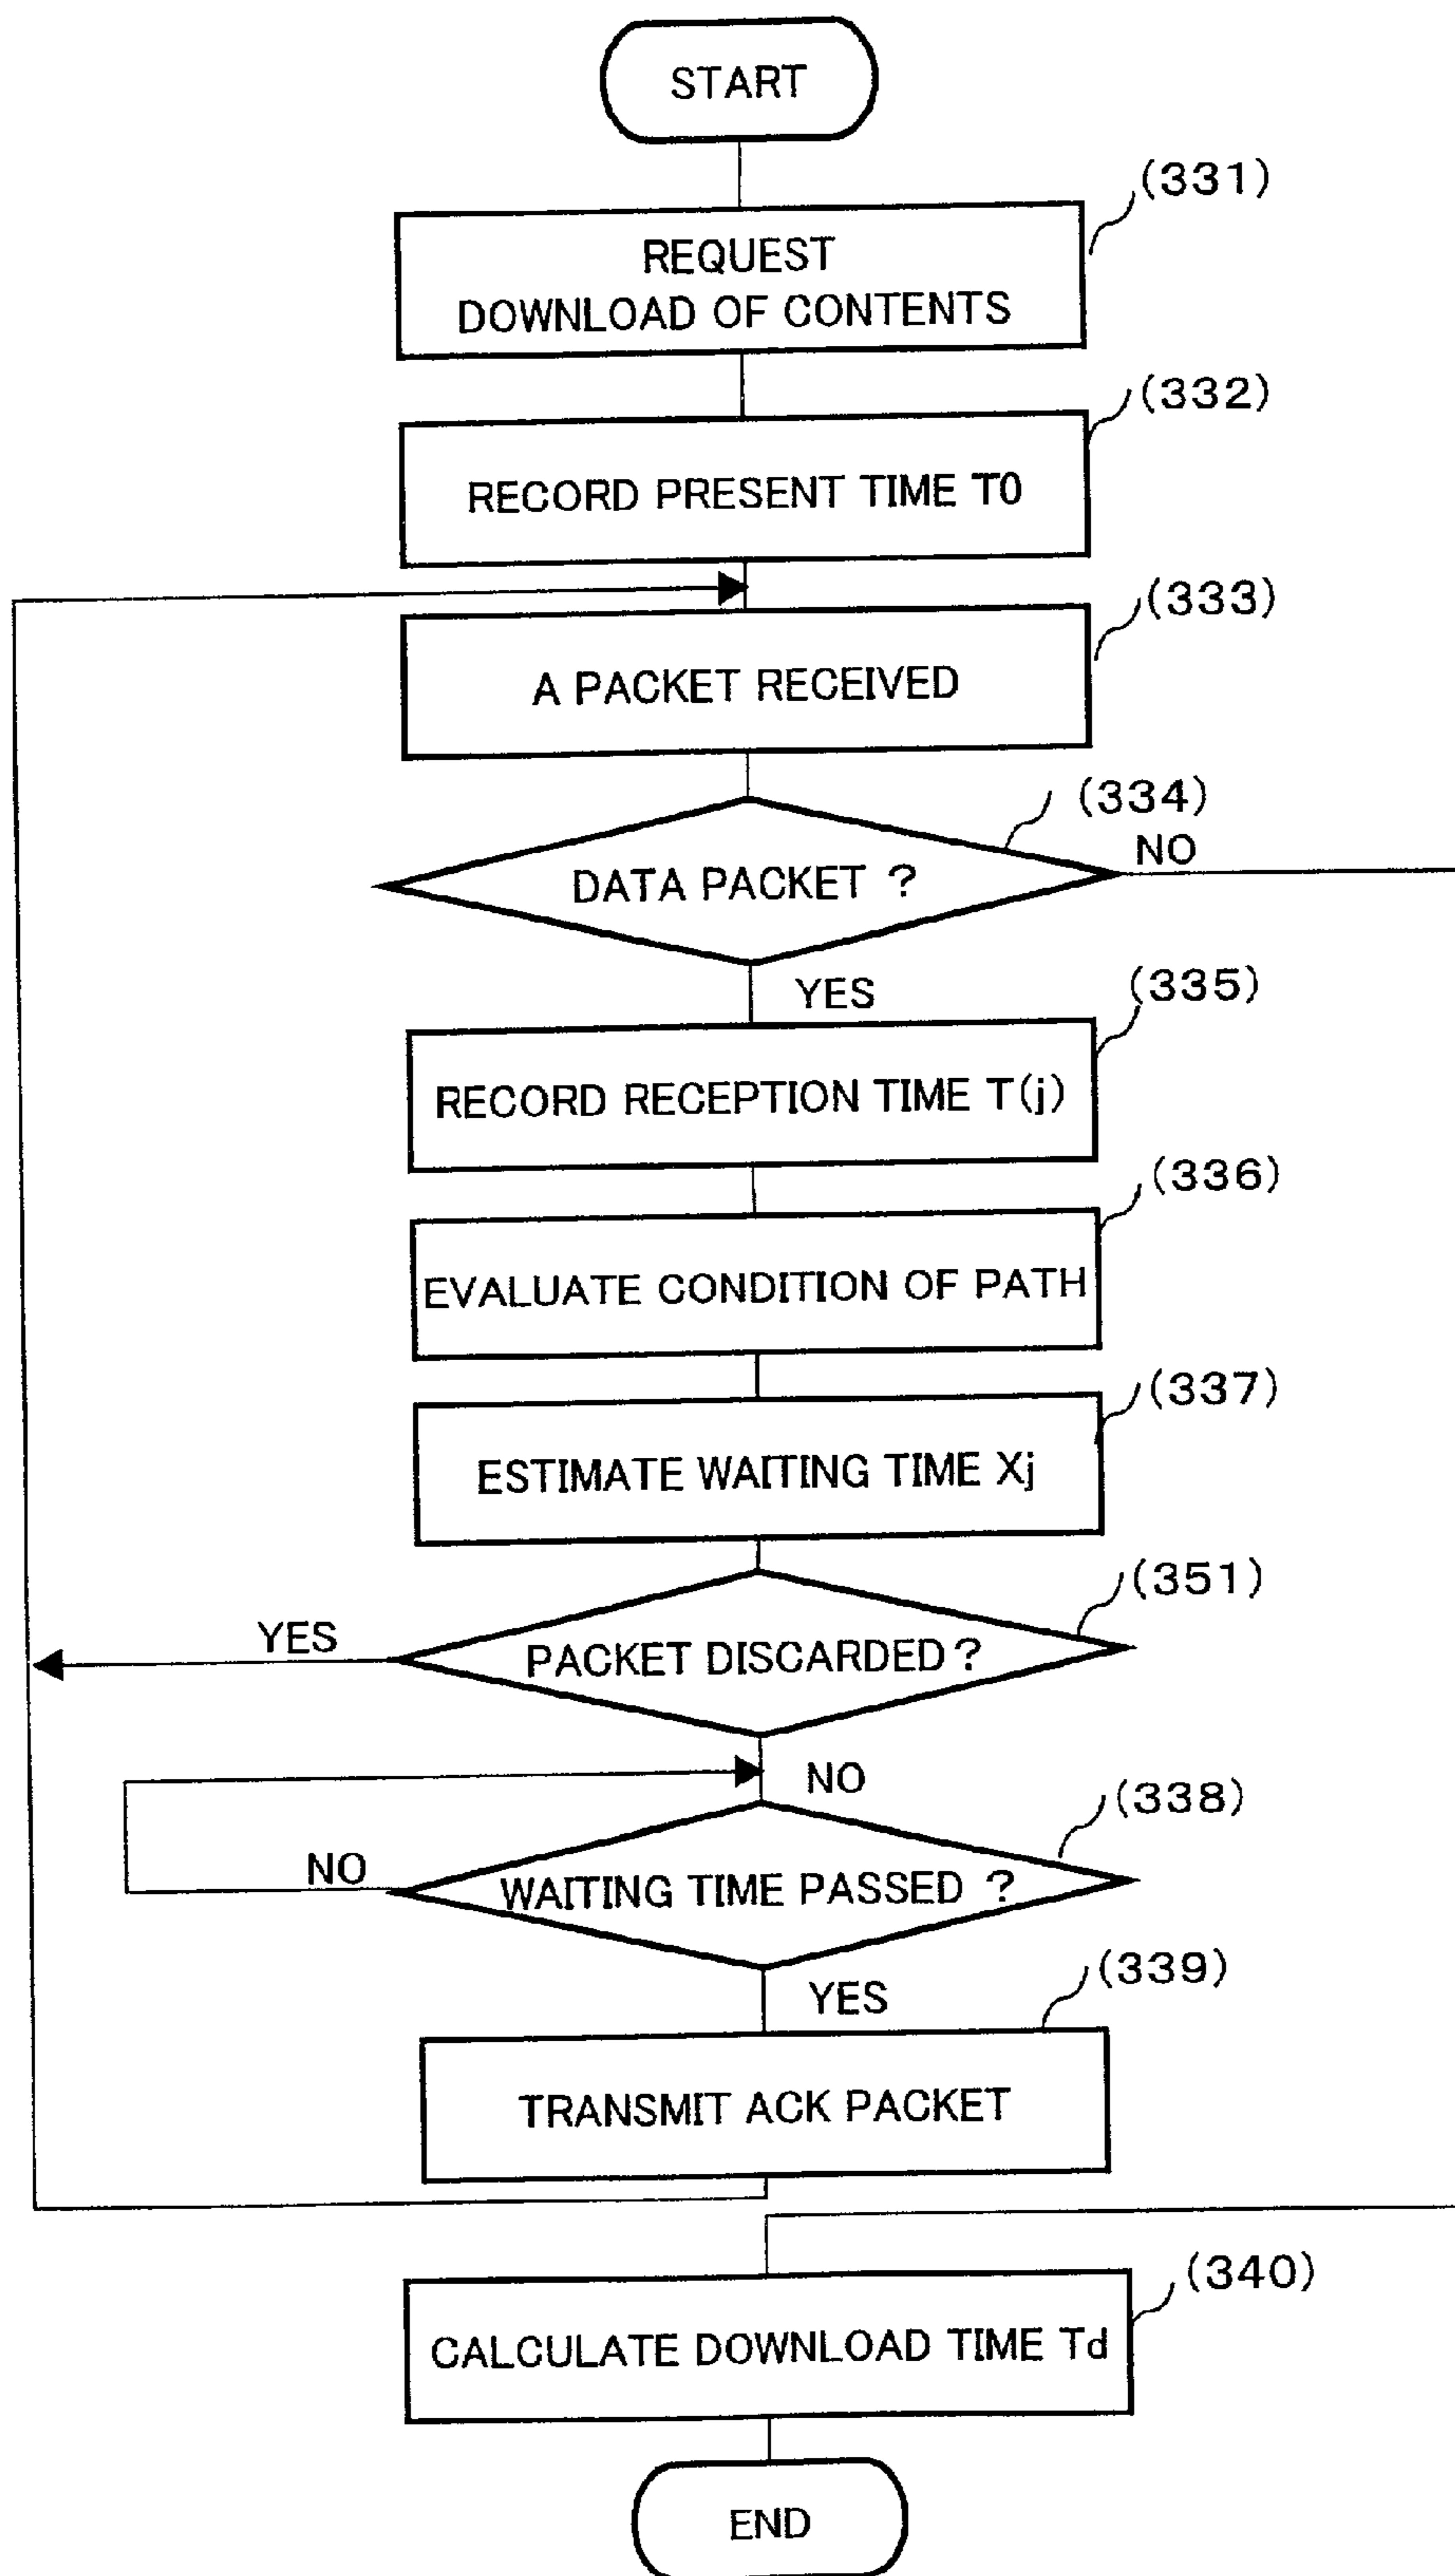 START
(331)
REQUEST
DOWNLOAD OF CONTENTS
(332)
RECORD PRESENT TIME T0
(333)
A PACKET RECEIVED
(334)
NO
DATA PACKET ?
YES
(335)
RECORD RECEPTION TIME T(j)
(336)
EVALUATE CONDITION OF PATH
(337)
ESTIMATE WAITING TIME Xj
(351)
YES
PACKET DISCARDED ?
NO
(338)
NO
WAITING TIME PASSED ?
YES
(339)
TRANSMIT ACK PACKET
(340)
CALCULATE DOWNLOAD TIME Td
END